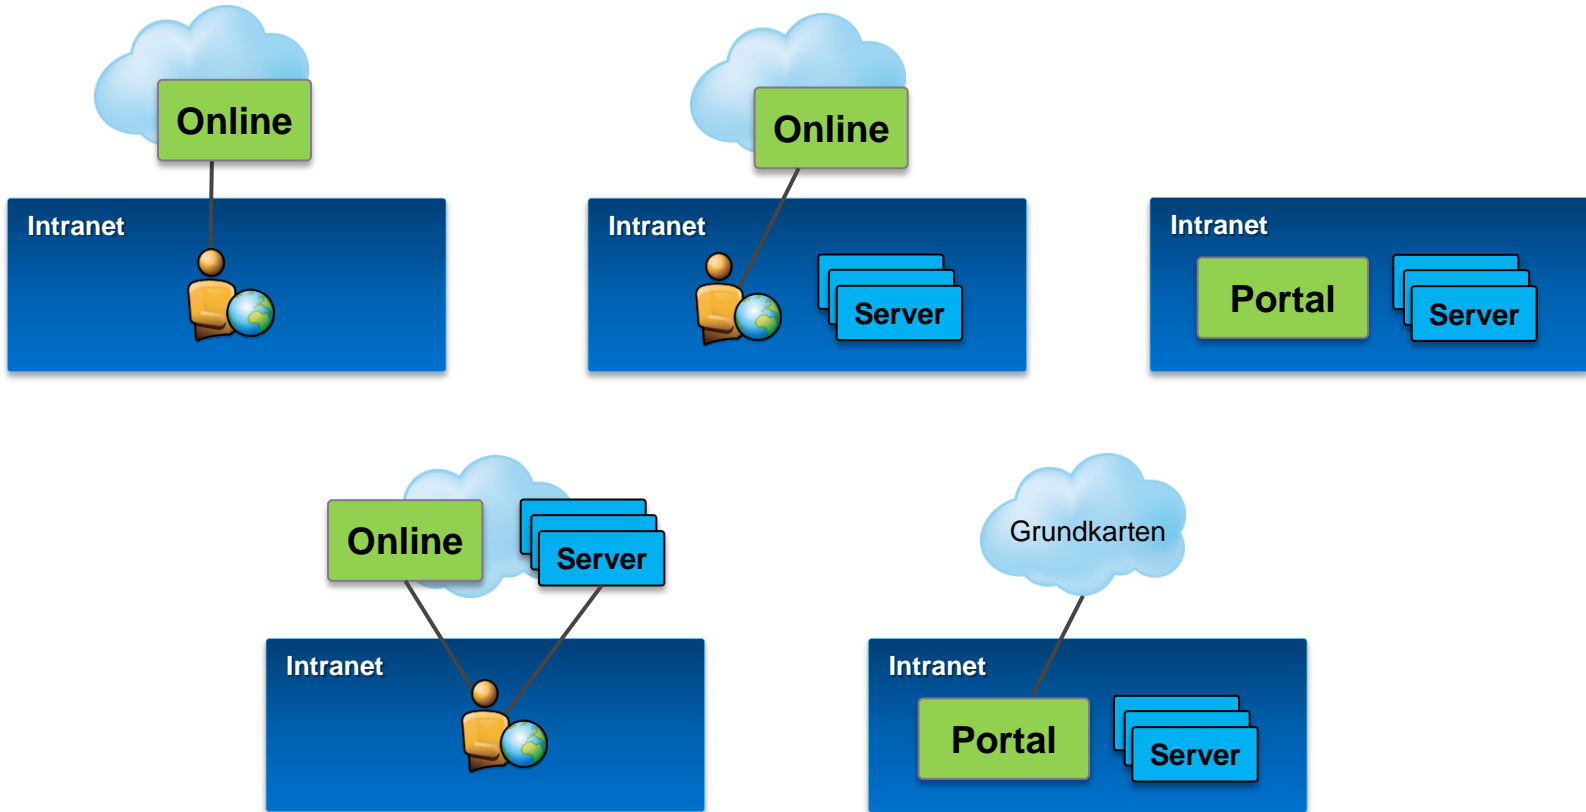 Online
Intranet
Online
Intranet
Server
Intranet
Portal
Server
Online
Server
Intranet
Grundkarten
Intranet
Portal
Server